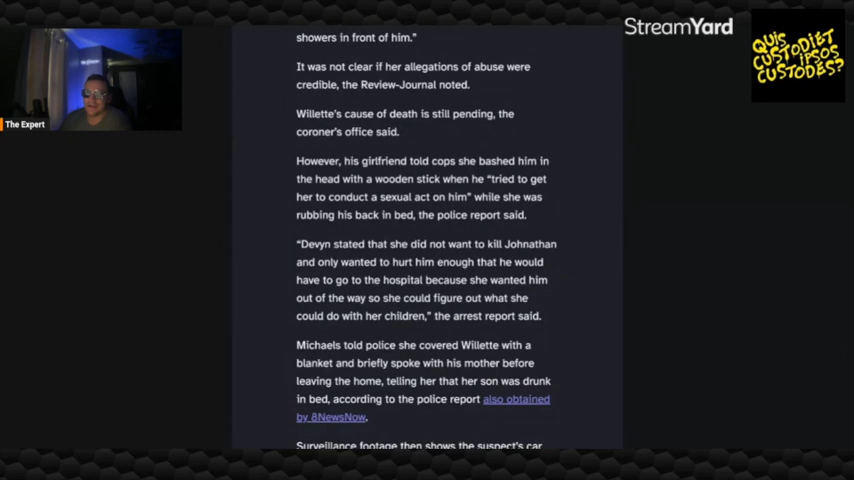 StreamYard
QUIS
CUSTODIET
IPSOS
CUSTODES?
The Expert
showers in front of him.”
It was not clear if her allegations of abuse were
credible, the Review-Journal noted.
Willette’s cause of death is still pending, the
coroner’s office said.
However, his girlfriend told cops she bashed him in
the head with a wooden stick when he “tried to get
her to conduct a sexual act on him” while she was
rubbing his back in bed, the police report said.
“Devyn stated that she did not want to kill Johnathan
and only wanted to hurt him enough that he would
have to go to the hospital because she wanted him
out of the way so she could figure out what she
could do with her children,” the arrest report said.
Michaels told police she covered Willette with a
blanket and briefly spoke with his mother before
leaving the home, telling her that her son was drunk
in bed, according to the police report also obtained
by 8NewsNow.
Surveillance footage then shows the suspect’s car